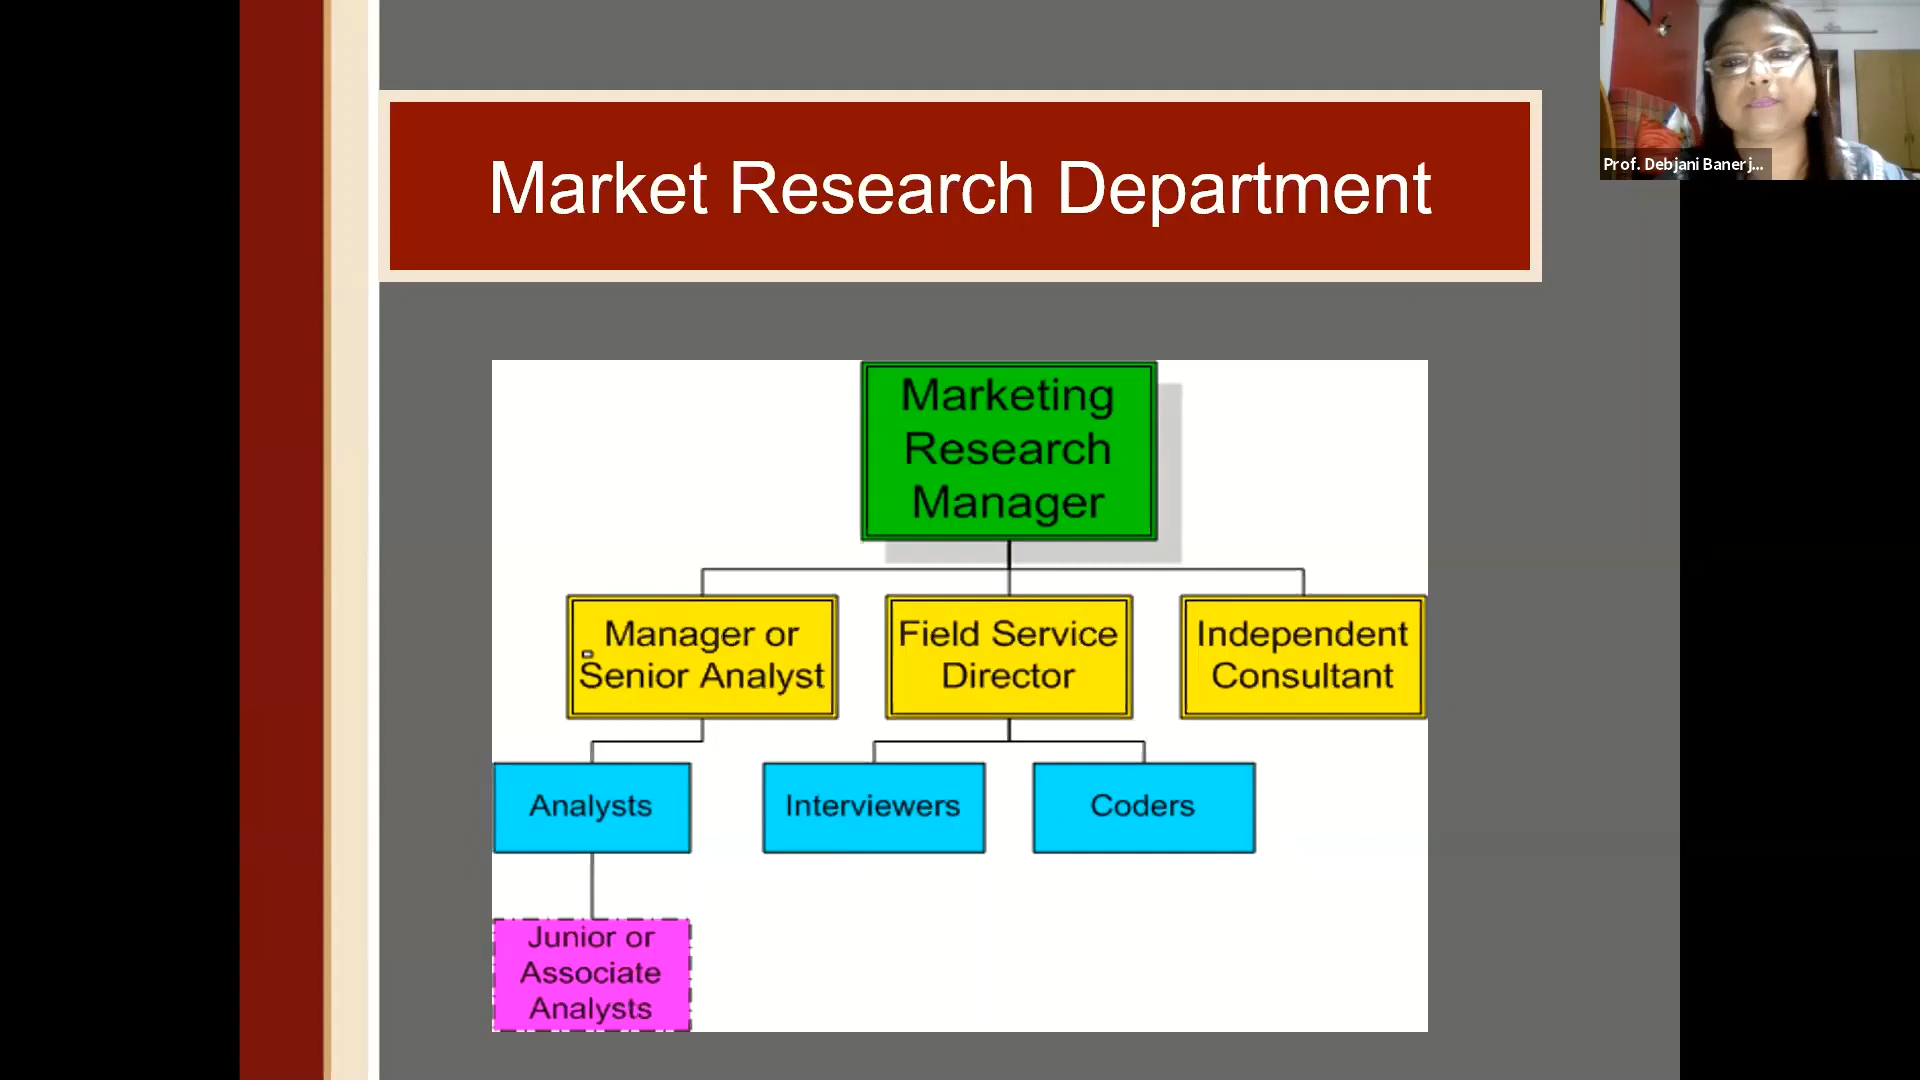 Prof. Debjani Banerj...
Market Research Department
Marketing
Research
Manager
Manager or
Senior Analyst
Field Service
Director
Independent
Consultant
Analysts
Interviewers
Coders
Junior or
Associate
Analysts